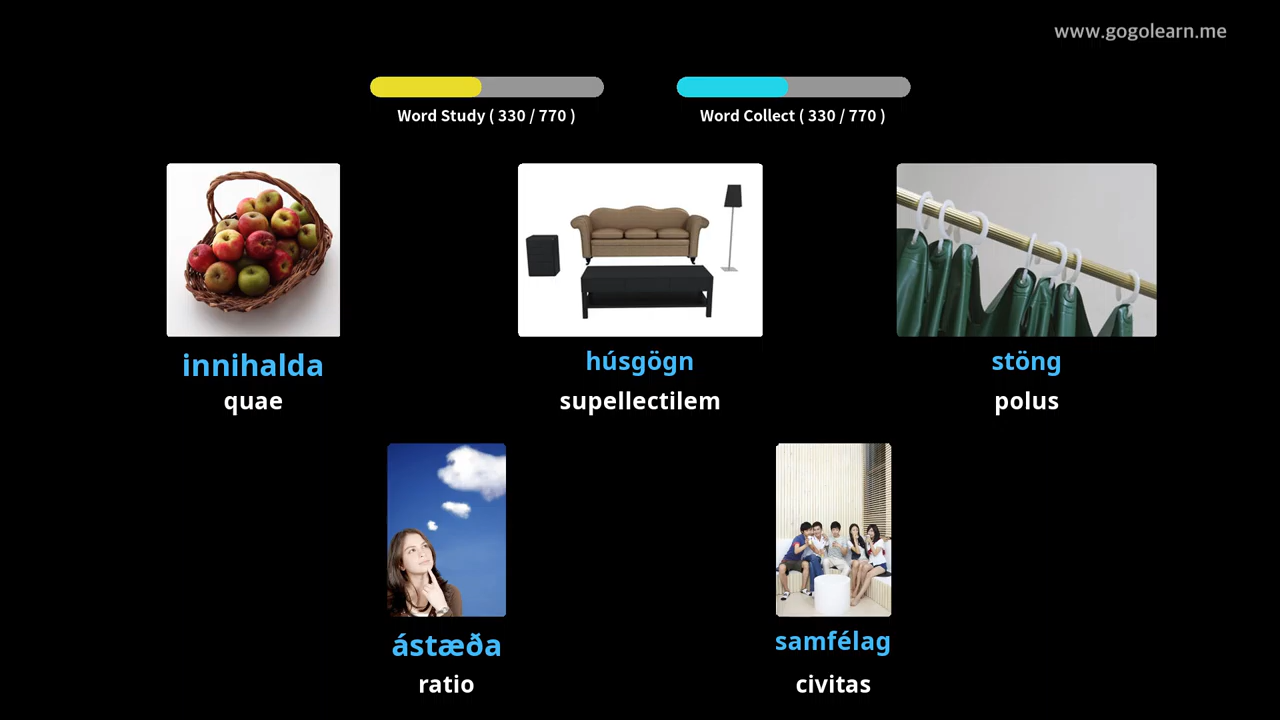 www.gogolearn.me
Word Study ( 330 / 770 )
Word Collect ( 330 / 770 )
innihalda
quae
húsgögn
supellectilem
stöng
polus
ástæða
ratio
samfélag
civitas